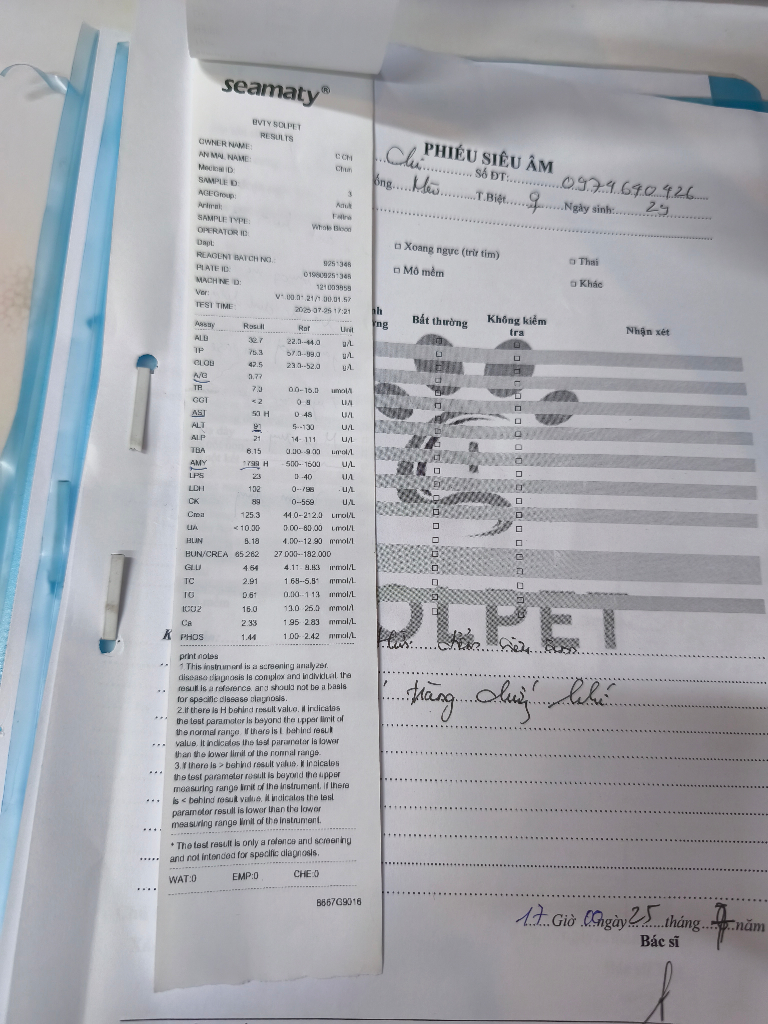 seamaty®
BVTY SOLPET
RESULTS
OWNER NAME:
ANIMAL NAME: C CHI
Medical ID: Chun
SAMPLE ID:
AGEGroup: 3
Animal: Adult
SAMPLE TYPE: Feline
OPERATOR ID: Whole Blood
Dept:
REAGENT BATCH NO.: 9251346
PLATE ID: 019809251346
MACHINE ID: 121003858
Ver: V1.00.01.21/1.00.01.57
TEST TIME: 2025-07-25 17:21
Assay Result Ref Unit
ALB 32.7 22.0--44.0 g/L
TP 75.3 57.0--89.0 g/L
GLOB 42.5 23.0--52.0 g/L
A/G 0.77
TB 7.0 0.0--15.0 umol/L
GGT <2 0--8 U/L
AST 50 H 0--48 U/L
ALT 91 5--130 U/L
ALP 21 14--111 U/L
TBA 6.15 0.00--9.00 umol/L
AMY 1799 H 500--1500 U/L
LPS 23 0--40 U/L
LDH 102 0--798 U/L
CK 89 0--559 U/L
Crea 125.3 44.0--212.0 umol/L
UA <10.00 0.00--60.00 umol/L
BUN 8.18 4.00--12.90 mmol/L
BUN/CREA 65.262 27.000--182.000
GLU 4.64 4.11--8.83 mmol/L
TC 2.91 1.68--5.81 mmol/L
TG 0.61 0.00--1.13 mmol/L
tCO2 16.0 13.0--25.0 mmol/L
Ca 2.33 1.95--2.83 mmol/L
PHOS 1.44 1.00--2.42 mmol/L
print notes
1.This instrument is a screening analyzer,
disease diagnosis is complex and individual, the
result is a reference, and should not be a basis
for specific disease diagnosis.
2.If there is H behind result value, it indicates
the test parameter is beyond the upper limit of
the normal range. If there is L behind result
value. It indicates the test parameter is lower
than the lower limit of the normal range.
3.If there is > behind result value. It indicates
the test parameter result is beyond the upper
measuring range limit of the instrument. If there
is < behind result value. it indicates the test
parameter result is lower than the lower
measuring range limit of the instrument.
* The test result is only a refence and screening
and not intended for specific diagnosis.
WAT:0 EMP:0 CHE:0
B667G9016
PHIẾU SIÊU ÂM
Chi Số ĐT: 0974640426
ống Mèo T.Biệt ♀ Ngày sinh: 2g
□ Xoang ngực (trừ tim) □ Thai
□ Mô mềm □ Khác
Bất thường Không kiểm tra Nhận xét
SOLPET
K
tràng chứa khí
17 Giờ 00 ngày 25 tháng 7 năm
Bác sĩ